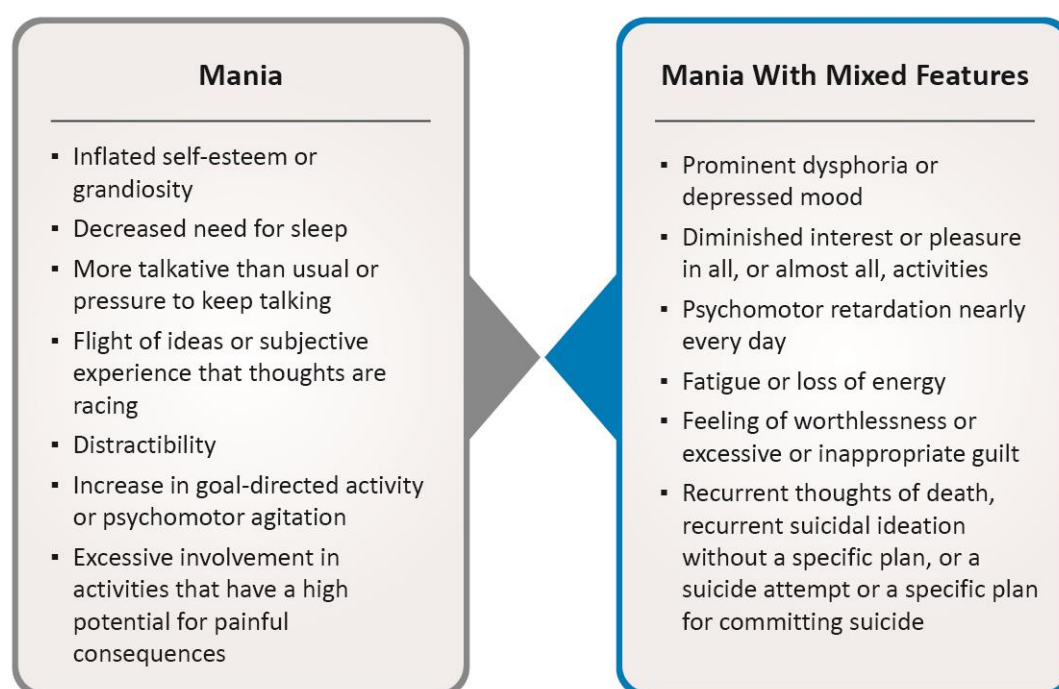 Mania
▪ Inflated self-esteem or
grandiosity
▪ Decreased need for sleep
▪ More talkative than usual or
pressure to keep talking
▪ Flight of ideas or subjective
experience that thoughts are
racing
▪ Distractibility
▪ Increase in goal-directed activity
or psychomotor agitation
▪ Excessive involvement in
activities that have a high
potential for painful
consequences
Mania With Mixed Features
▪ Prominent dysphoria or
depressed mood
▪ Diminished interest or pleasure
in all, or almost all, activities
▪ Psychomotor retardation nearly
every day
▪ Fatigue or loss of energy
▪ Feeling of worthlessness or
excessive or inappropriate guilt
▪ Recurrent thoughts of death,
recurrent suicidal ideation
without a specific plan, or a
suicide attempt or a specific plan
for committing suicide